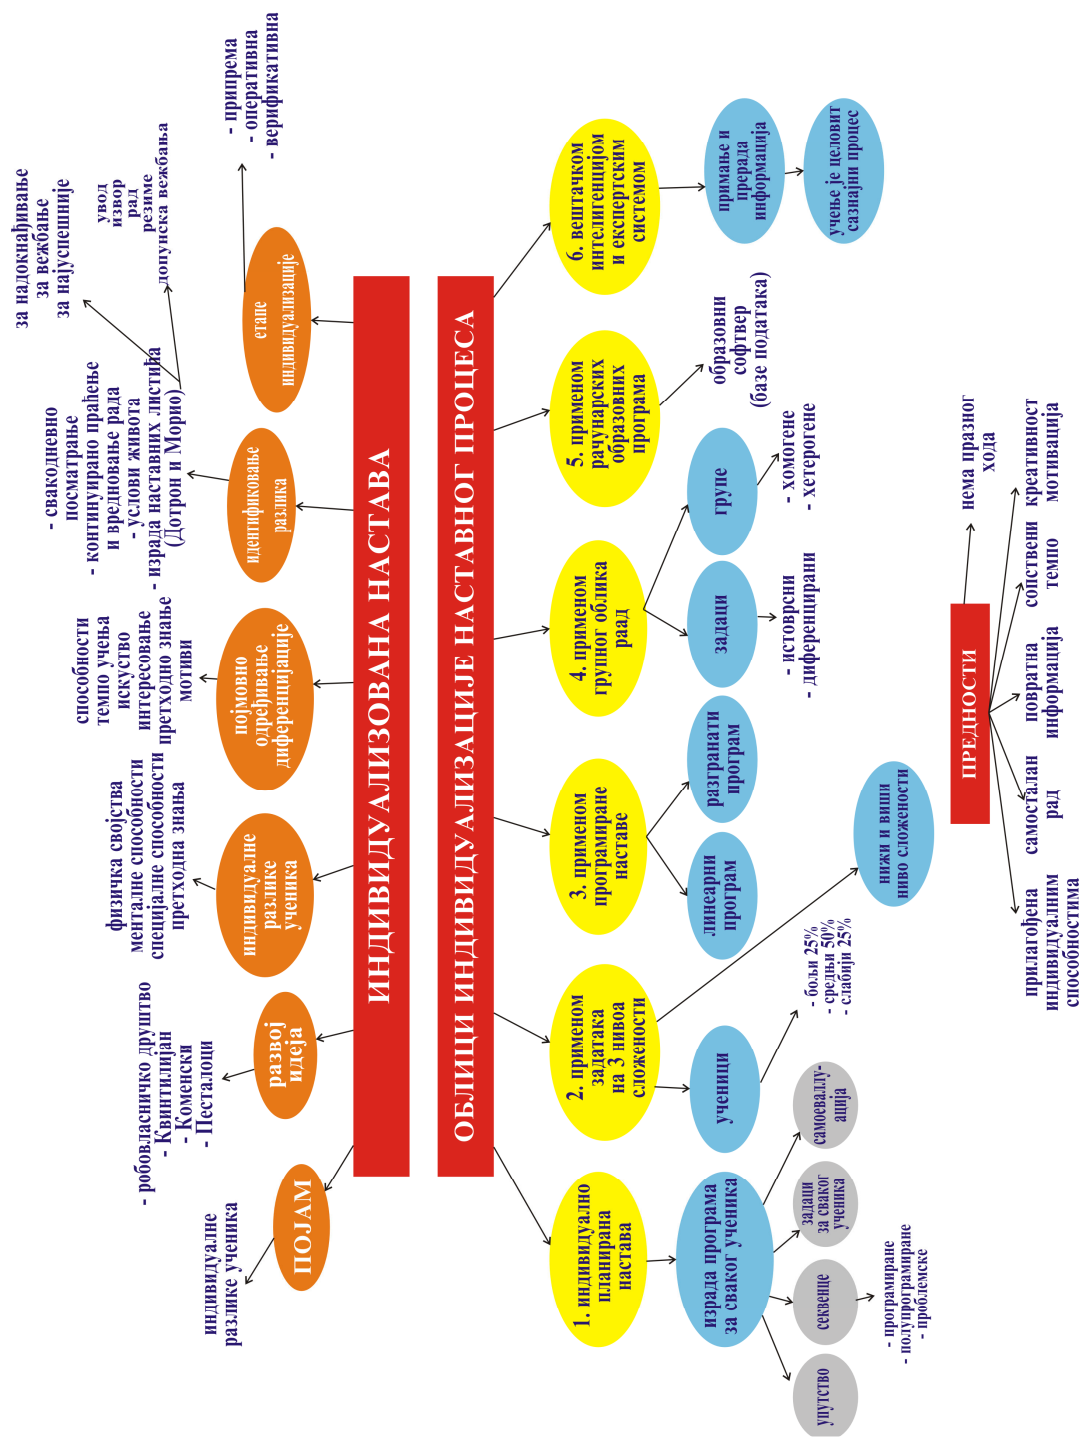 индивидуалне
разлике ученика
ПОЈАМ
- робовласничко друштво
- Квинтилијан
- Коменски
- Песталоци
развој
идеја
физичка својства
менталне способности
специјалне способности
претходна знања
индивидуалне
разлике
ученика
способности
темпо учења
искуство
интересовање
претходно знање
мотиви
појмовно
одређивање
диференцијације
- свакодневно
посматрање
- континуирано праћење
и вредновање рада
- услови живота
- израда наставних листића
(Дотрон и Морио)
идентификовање
разлика
за надокнађивање
за вежбање
за најуспешније
увод
извор
рад
резиме
допунска вежбања
- припрема
- оперативна
- верификативна
етапе
индивидуализације
ИНДИВИДУАЛИЗОВАНА НАСТАВА
ОБЛИЦИ ИНДИВИДУАЛИЗАЦИЈЕ НАСТАВНОГ ПРОЦЕСА
1. индивидуално
планирана
настава
израда програма
за сваког ученика
упутство
секвенце
- програмиране
- полупрограмиране
- проблемске
задаци
за сваког
ученика
самоеваллу-
ација
2. применом
задатака
на 3 нивоа
сложености
ученици
- бољи 25%
- средњи 50%
- слабији 25%
нижи и виши
ниво сложености
3. применом
програмиране
наставе
линеарни
програм
разгранати
програм
4. применом
групног облика
раад
задаци
- истоврсни
- диференцирани
групе
- хомогене
- хетерогене
5. применом
рачунарских
образовних
програма
образовни
софтвер
(базе података)
6. вештачком
интелигенцијом
и експертским
системом
примање и
прерада
информација
учење је целовит
сазнајни процес
ПРЕДНОСТИ
нема празног
хода
прилагођена
индивидуалним
способностима
самосталан
рад
повратна
информација
сопствени
темпо
креативност
мотивација